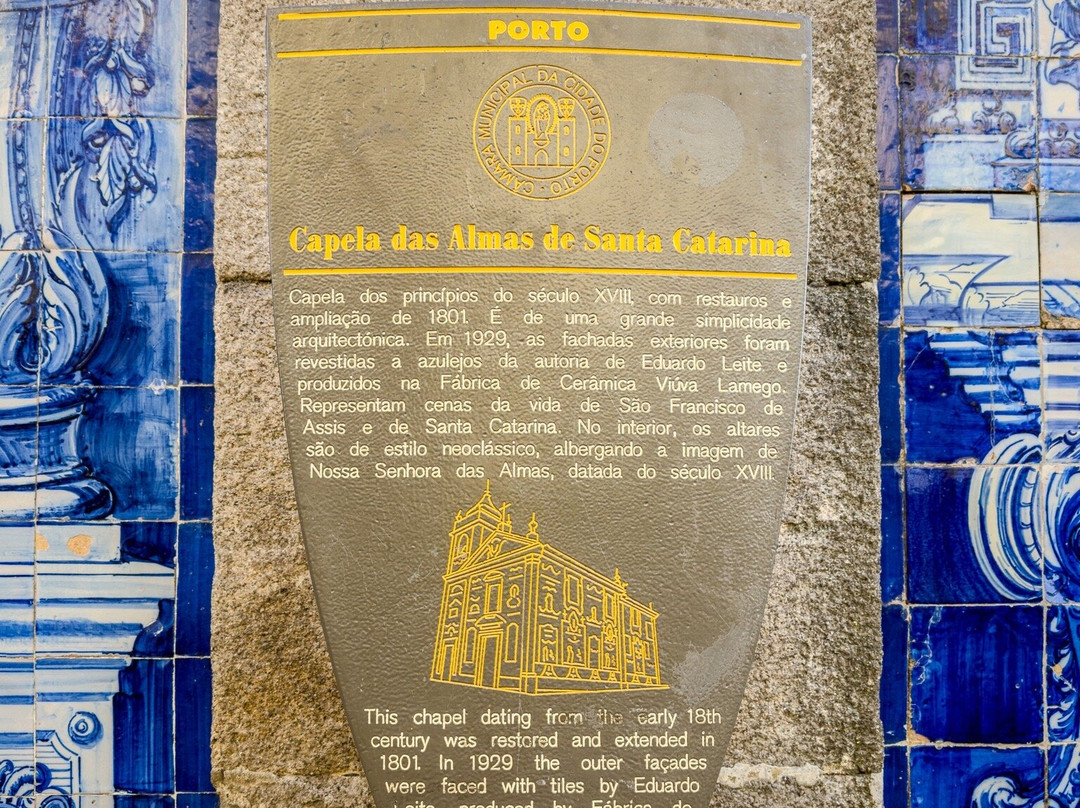 PORTO
CÂMARA MUNICIPAL DA CIDADE DO PORTO
Capela das Almas de Santa Catarina
Capela dos princípios do século XVIII, com restauros e
ampliação de 1801. É de uma grande simplicidade
arquitectónica. Em 1929, as fachadas exteriores foram
revestidas a azulejos da autoria de Eduardo Leite e
produzidos na Fábrica de Cerâmica Viúva Lamego.
Representam cenas da vida de São Francisco de
Assis e de Santa Catarina. No interior, os altares
são de estilo neoclássico, albergando a imagem de
Nossa Senhora das Almas, datada do século XVIII.
This chapel dating from the early 18th
century was restored and extended in
1801. In 1929 the outer façades
were faced with tiles by Eduardo
Leite, produced by Fábrica de